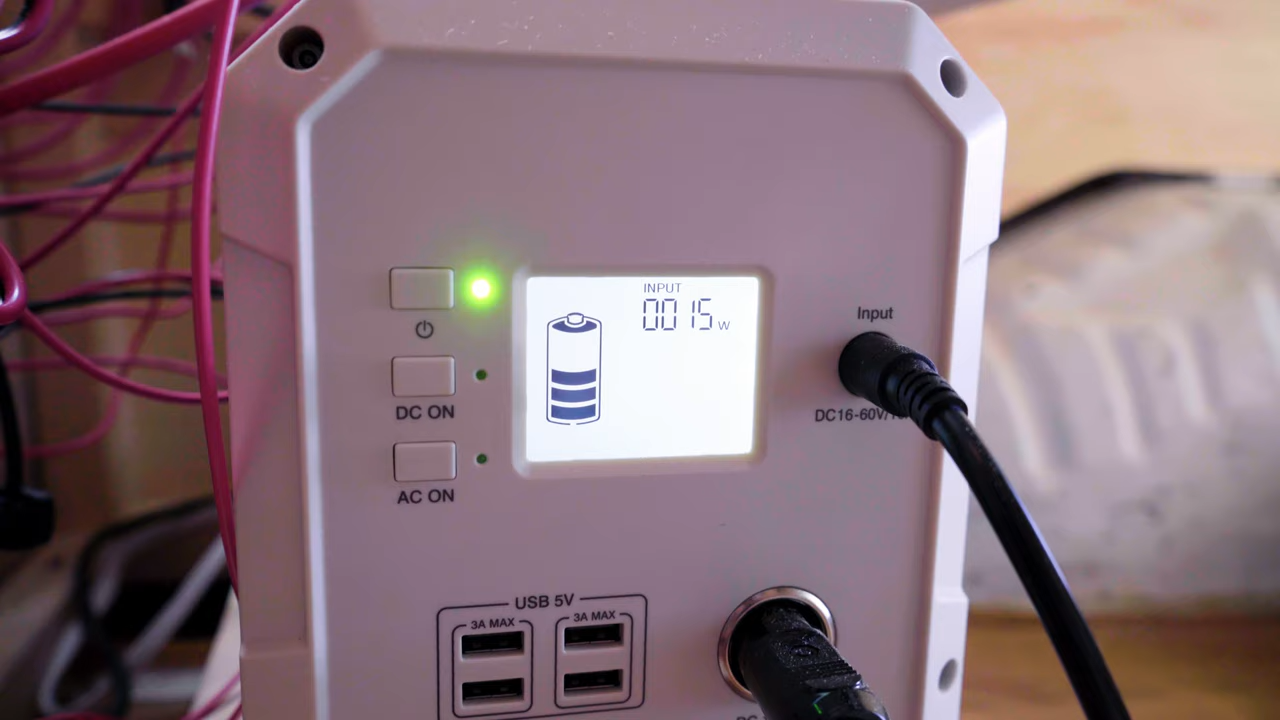 INPUT
0015 W
Input
DC16-60V/
DC ON
AC ON
USB 5V
3A MAX
3A MAX